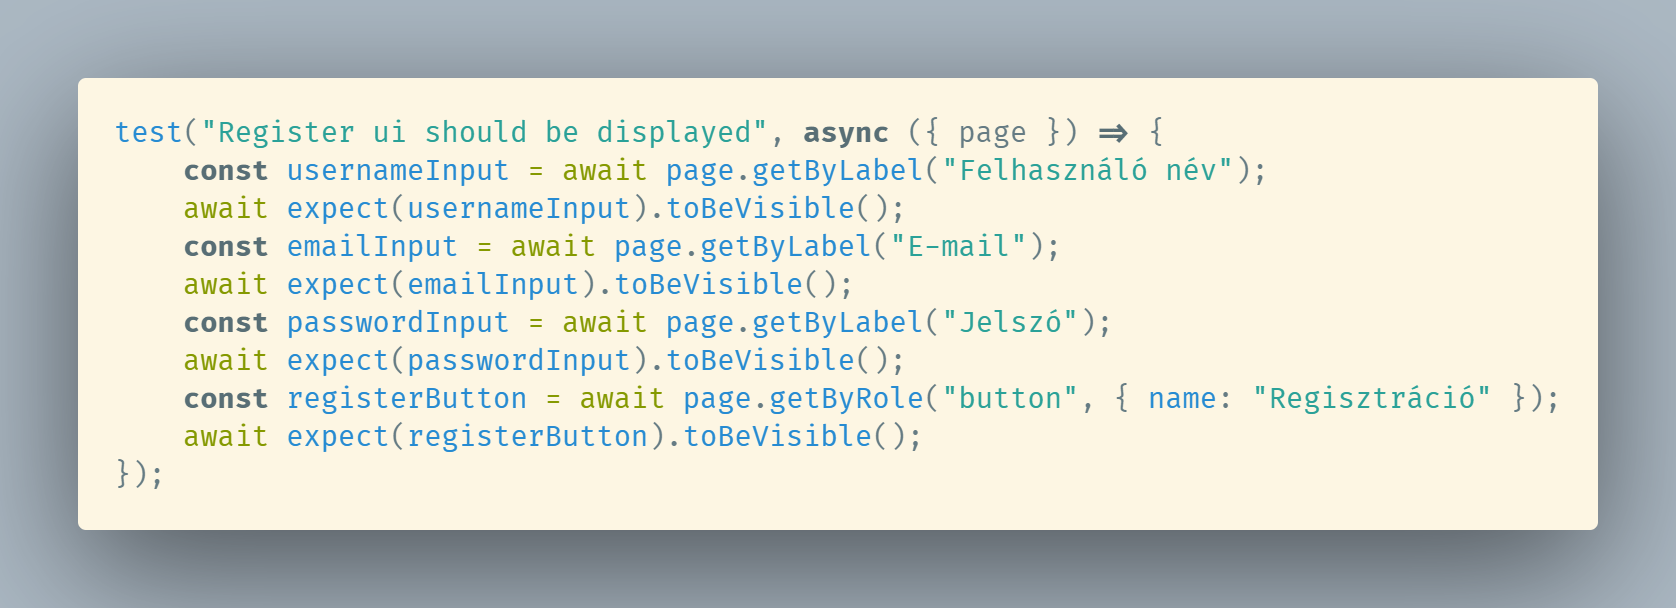 test("Register ui should be displayed", async ({ page }) => {
    const usernameInput = await page.getByLabel("Felhasználó név");
    await expect(usernameInput).toBeVisible();
    const emailInput = await page.getByLabel("E-mail");
    await expect(emailInput).toBeVisible();
    const passwordInput = await page.getByLabel("Jelszó");
    await expect(passwordInput).toBeVisible();
    const registerButton = await page.getByRole("button", { name: "Regisztráció" });
    await expect(registerButton).toBeVisible();
});